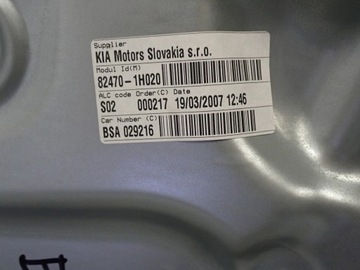 Supplier
KIA Motors Slovakia s.r.o.
Modul Id(M)
82470-1H020
ALC code Order(C) Date
S02 000217 19/03/2007 12:46
Car Number (C)
BSA 029216